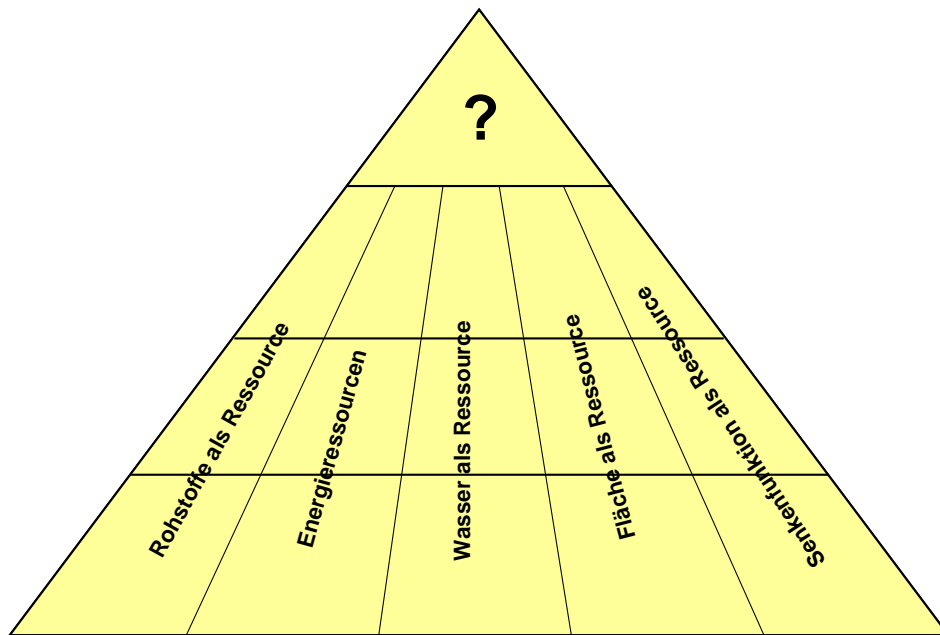 ?
Rohstoffe als Ressource
Energieressourcen
Wasser als Ressource
Fläche als Ressource
Senkenfunktion als Ressource